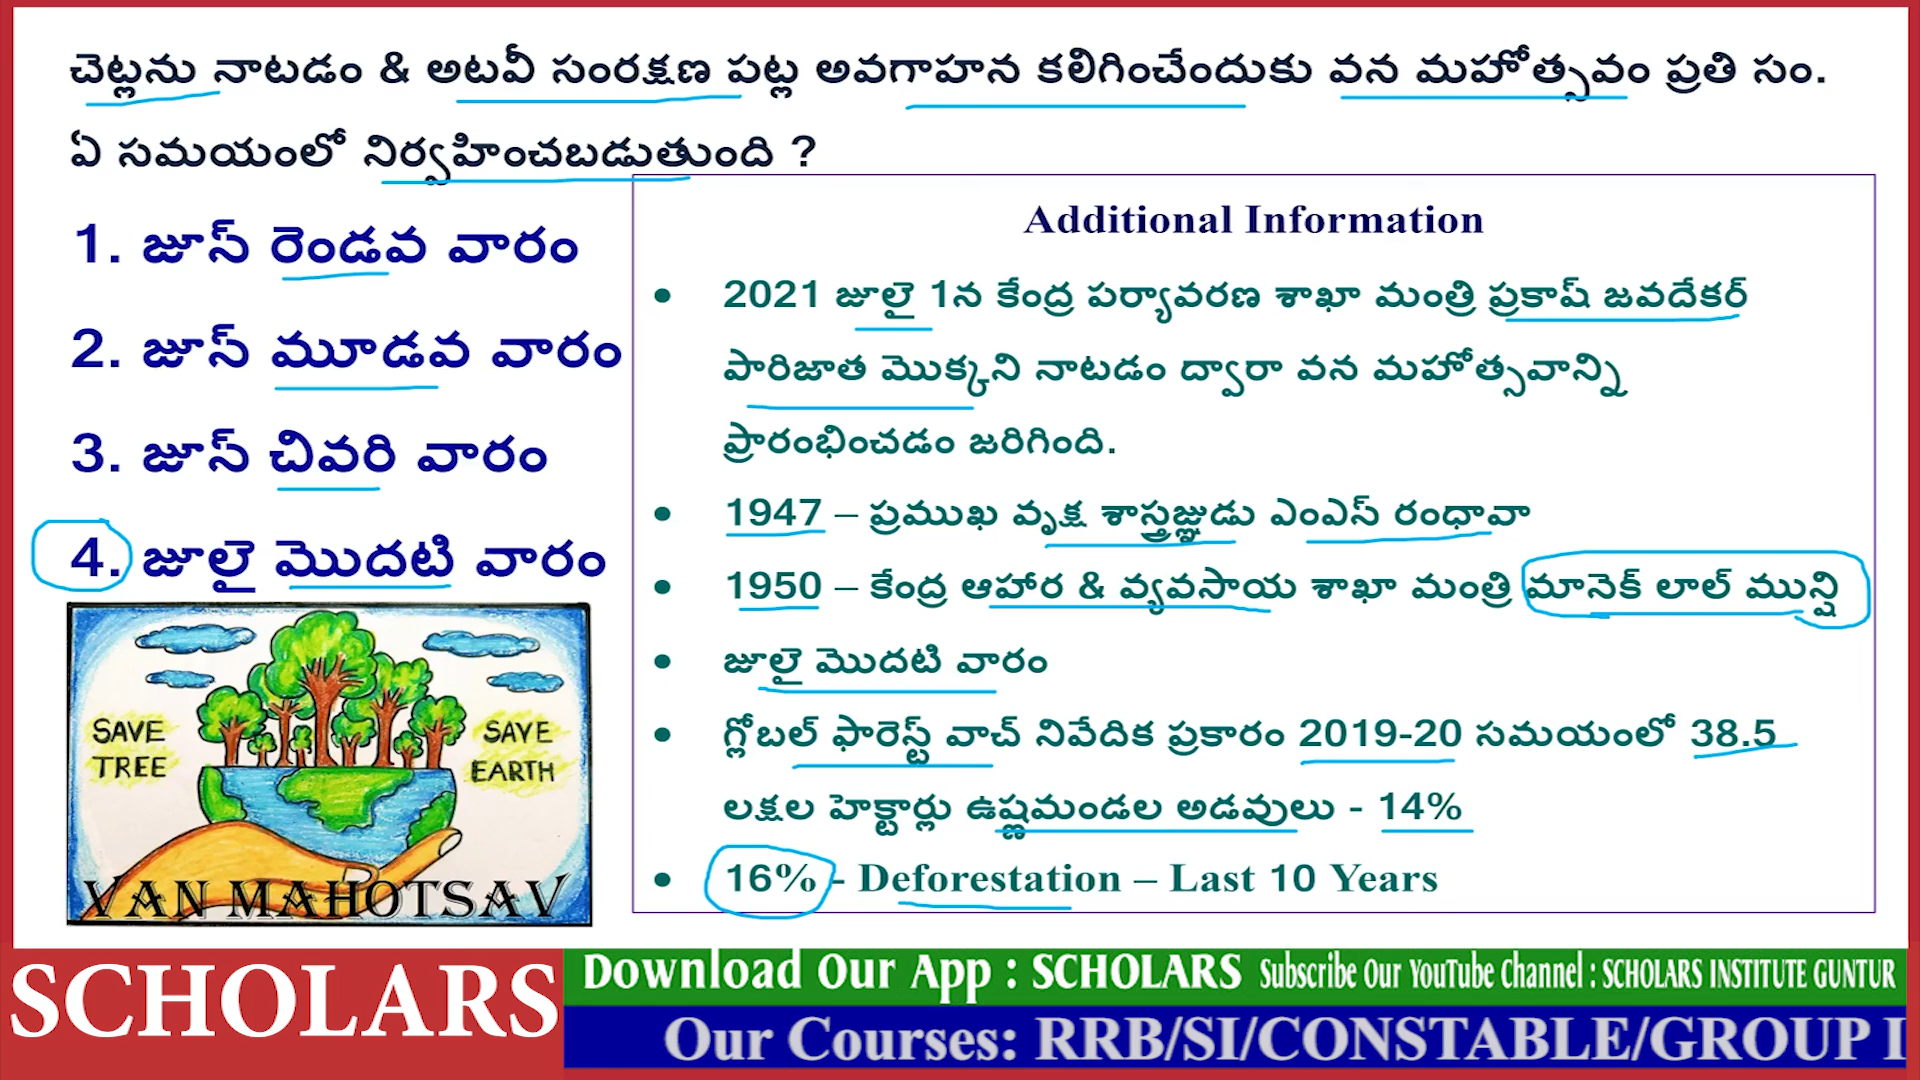 చెట్లను నాటడం & అటవీ సంరక్షణ పట్ల అవగాహన కలిగించేందుకు వన మహోత్సవం ప్రతి సం.
ఏ సమయంలో నిర్వహించబడుతుంది ?
1. జూన్ రెండవ వారం
2. జూన్ మూడవ వారం
3. జూన్ చివరి వారం
4. జూలై మొదటి వారం
SAVE TREE
SAVE EARTH
VAN MAHOTSAV
Additional Information
• 2021 జూలై 1న కేంద్ర పర్యావరణ శాఖా మంత్రి ప్రకాష్ జవదేకర్
పారిజాత మొక్కని నాటడం ద్వారా వన మహోత్సవాన్ని
ప్రారంభించడం జరిగింది.
• 1947 – ప్రముఖ వృక్ష శాస్త్రజ్ఞుడు ఎంఎస్ రంధావా
• 1950 – కేంద్ర ఆహార & వ్యవసాయ శాఖా మంత్రి మానెక్ లాల్ మున్షి
• జూలై మొదటి వారం
• గ్లోబల్ ఫారెస్ట్ వాచ్ నివేదిక ప్రకారం 2019-20 సమయంలో 38.5
లక్షల హెక్టార్లు ఉష్ణమండల అడవులు - 14%
• 16% - Deforestation – Last 10 Years
SCHOLARS
Download Our App : SCHOLARS Subscribe Our YouTube Channel : SCHOLARS INSTITUTE GUNTUR
Our Courses: RRB/SI/CONSTABLE/GROUP I